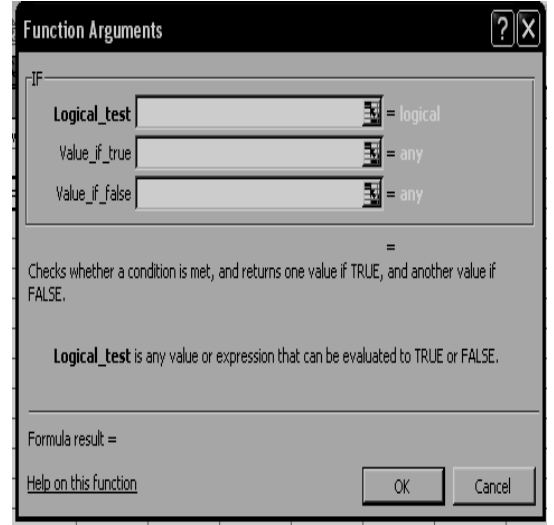 Function Arguments
IF
Logical_test = logical
Value_if_true = any
Value_if_false = any
=
Checks whether a condition is met, and returns one value if TRUE, and another value if
FALSE.
Logical_test is any value or expression that can be evaluated to TRUE or FALSE.
Formula result =
Help on this function
OK Cancel